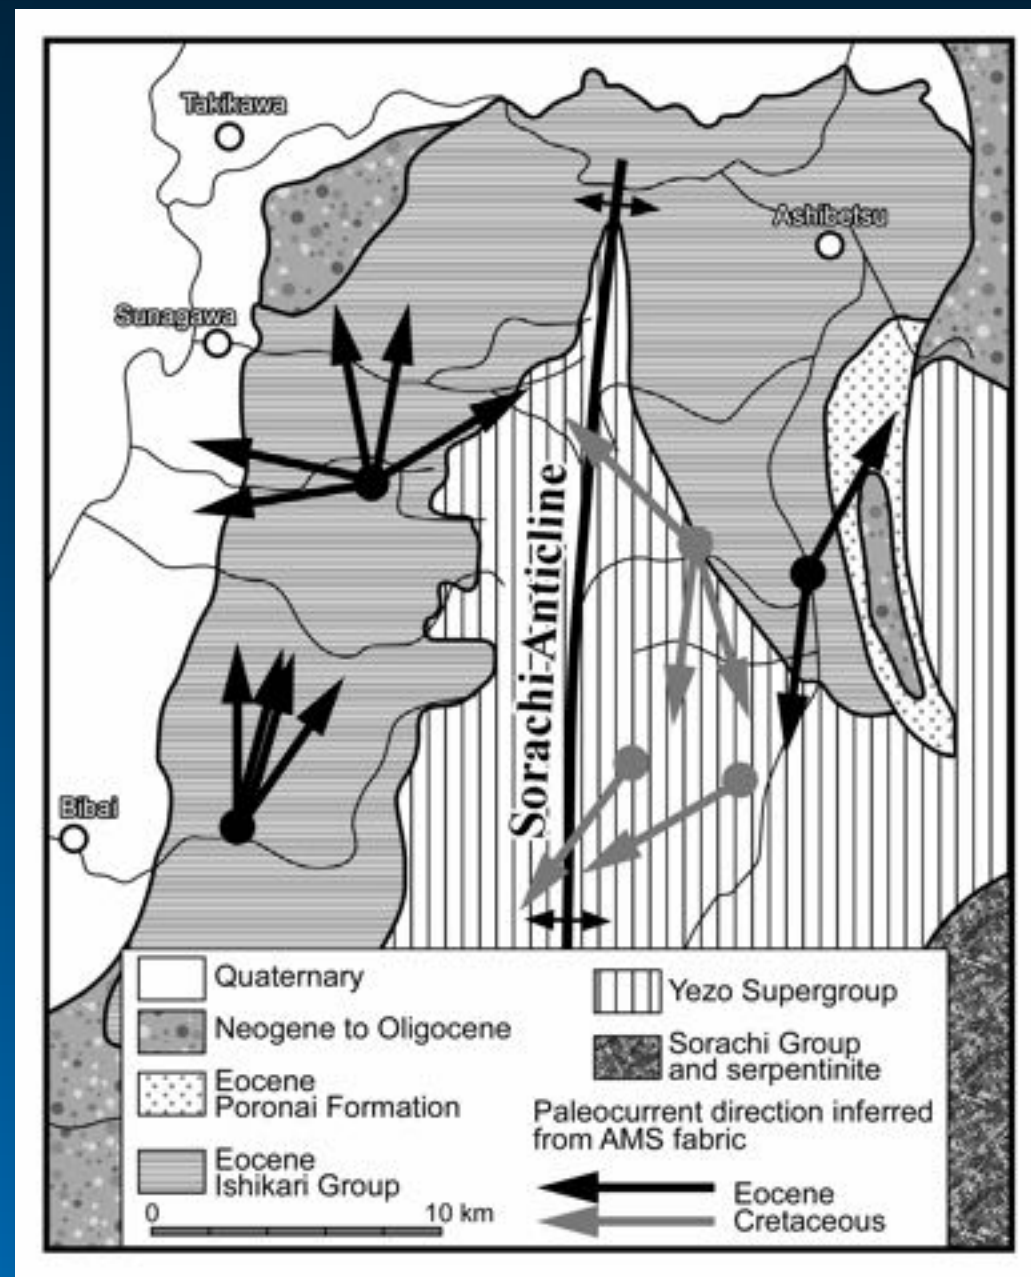 Takikawa
Ashibetsu
Sunagawa
Sorachi Anticline
Bibai
Quaternary
Neogene to Oligocene
Eocene
Poronai Formation
Eocene
Ishikari Group
0 10 km
Yezo Supergroup
Sorachi Group
and serpentinite
Paleocurrent direction inferred
from AMS fabric
Eocene
Cretaceous